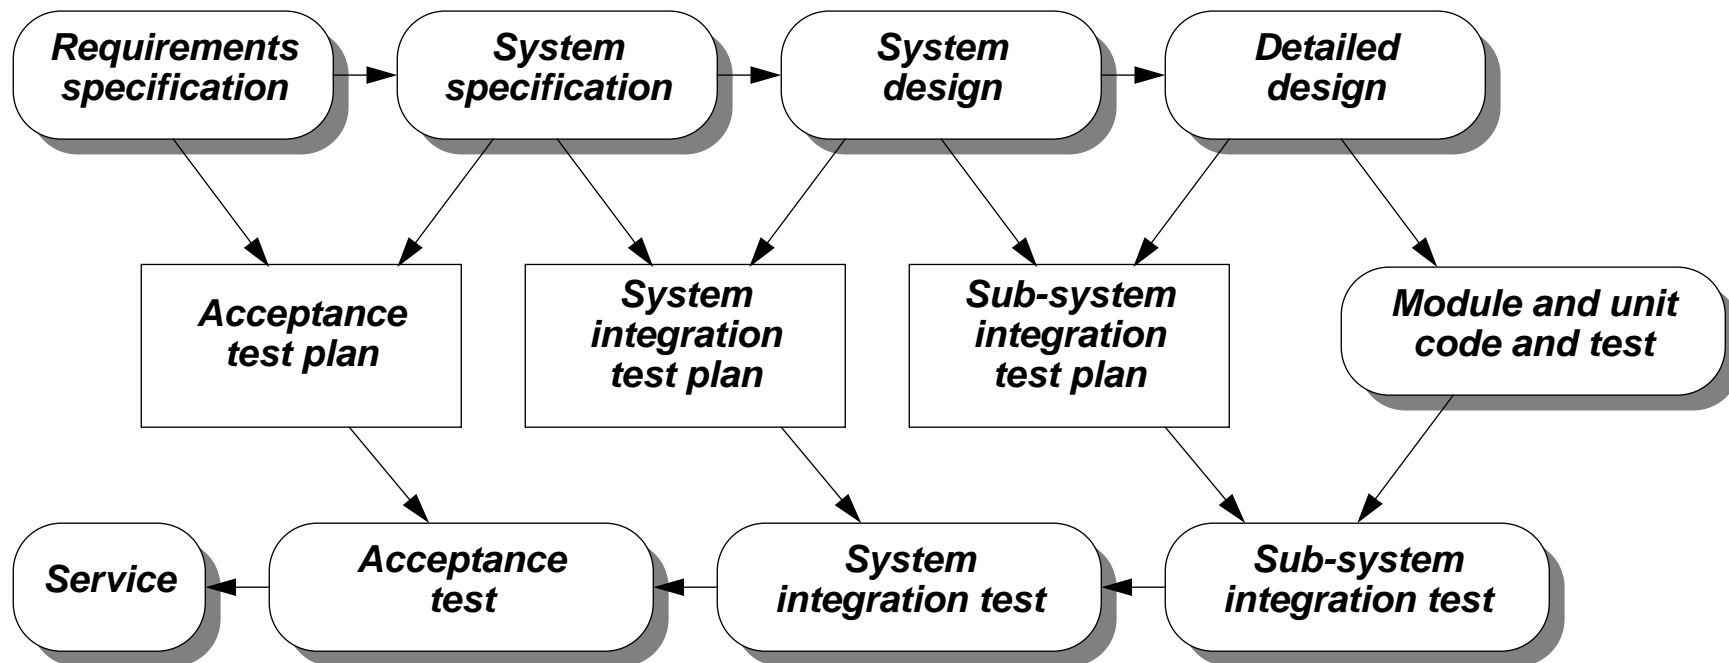 Requirements
specification
System
specification
System
design
Detailed
design
Acceptance
test plan
System
integration
test plan
Sub-system
integration
test plan
Module and unit
code and test
Service
Acceptance
test
System
integration test
Sub-system
integration test